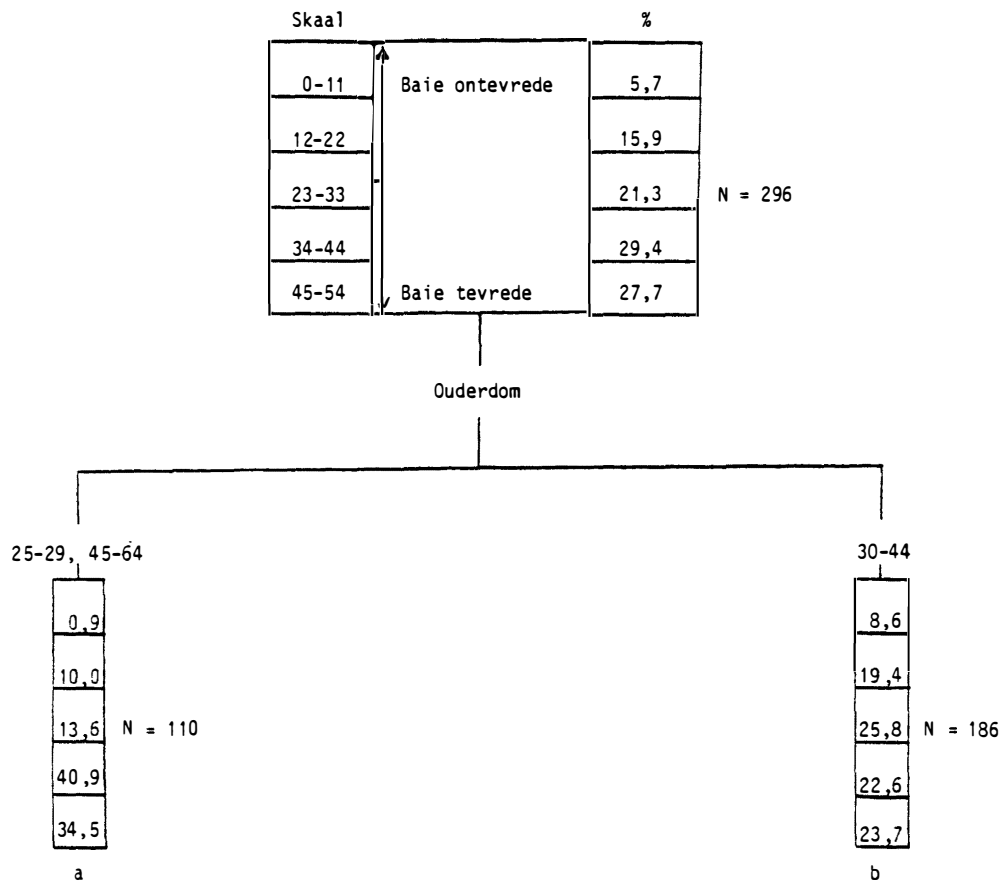 Skaal %
0-11 Baie ontevrede 5,7
12-22 15,9
23-33 21,3 N = 296
34-44 29,4
45-54 Baie tevrede 27,7
Ouderdom
25-29, 45-64 30-44
0,9 8,6
10,0 19,4
13,6 N = 110 25,8 N = 186
40,9 22,6
34,5 23,7
a b